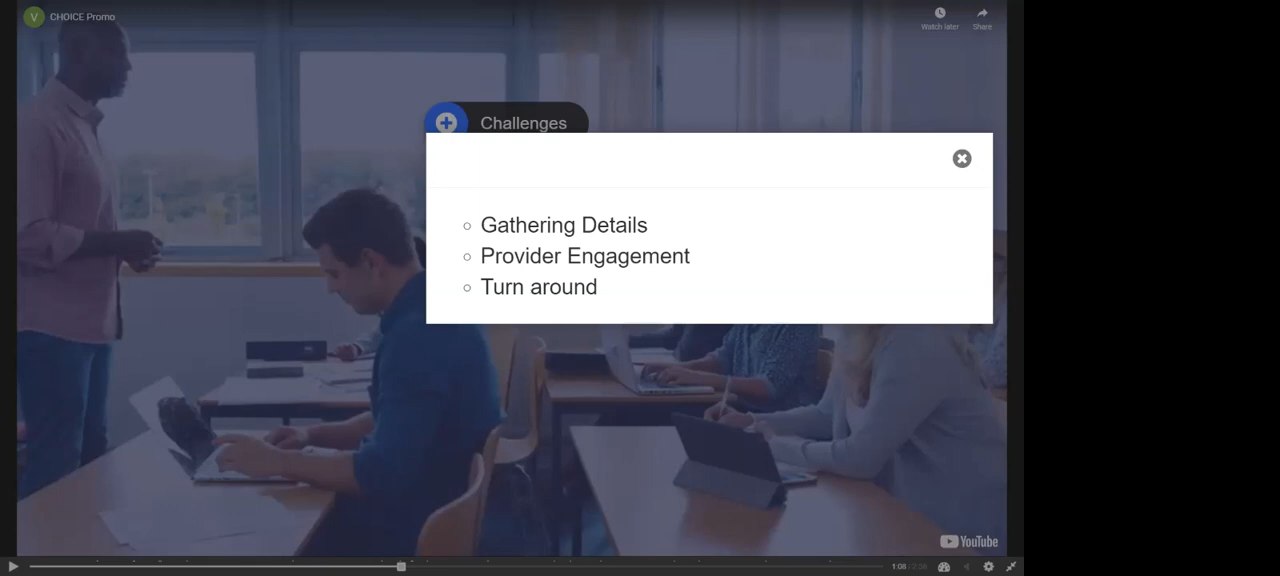 V
CHOICE Promo
Watch later
Share
Challenges
Gathering Details
Provider Engagement
Turn around
YouTube
1:08